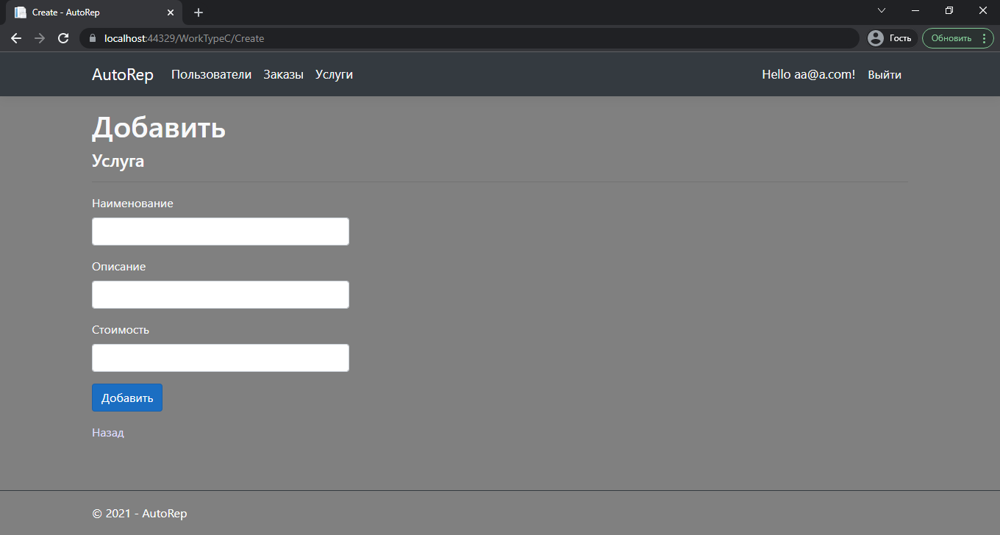 Create - AutoRep
localhost:44329/WorkTypeC/Create
Гость
Обновить
AutoRep Пользователи Заказы Услуги Hello aa@a.com! Выйти
Добавить
Услуга
Наименование
Описание
Стоимость
Добавить
Назад
© 2021 - AutoRep